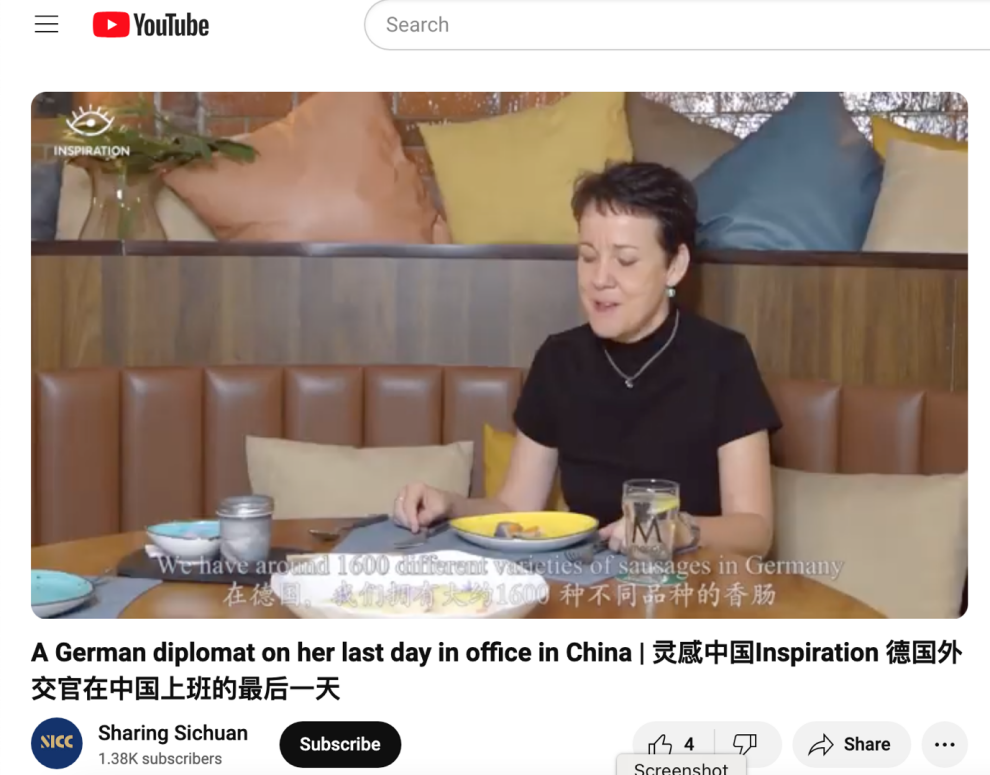 YouTube
Search
INSPIRATION
M
We have around 1600 different varieties of sausages in Germany
在德国，我们拥有大约1600 种不同品种的香肠
A German diplomat on her last day in office in China | 灵感中国Inspiration 德国外
交官在中国上班的最后一天
NICC
Sharing Sichuan
1.38K subscribers
Subscribe
4
Share
Screenshot